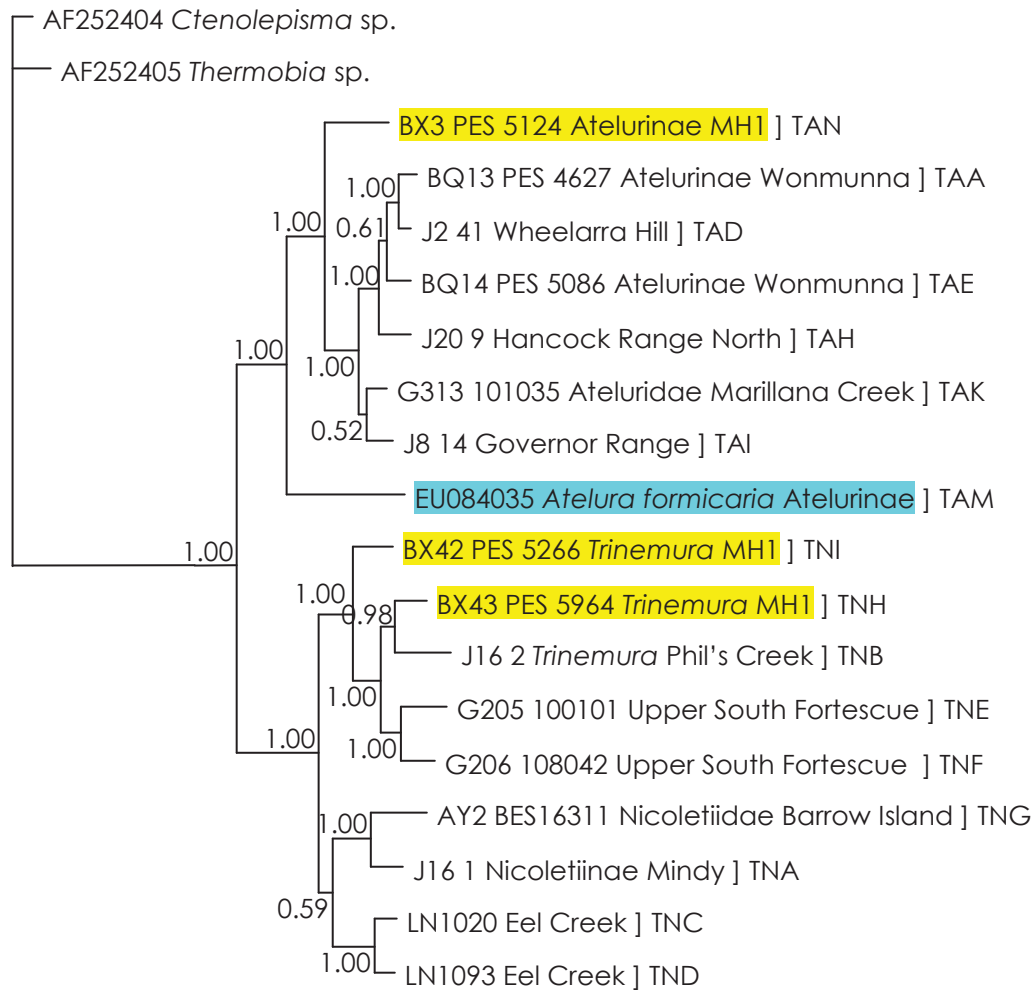 AF252404 Ctenolepisma sp.
AF252405 Thermobia sp.
BX3 PES 5124 Atelurinae MH1 ] TAN
1.00
BQ13 PES 4627 Atelurinae Wonmunna ] TAA
1.00
0.61
J2 41 Wheelarra Hill ] TAD
1.00
BQ14 PES 5086 Atelurinae Wonmunna ] TAE
J20 9 Hancock Range North ] TAH
1.00
1.00
G313 101035 Ateluridae Marillana Creek ] TAK
0.52
J8 14 Governor Range ] TAI
EU084035 Atelura formicaria Atelurinae ] TAM
1.00
BX42 PES 5266 Trinemura MH1 ] TNI
1.00
BX43 PES 5964 Trinemura MH1 ] TNH
0.98
J16 2 Trinemura Phil's Creek ] TNB
1.00
G205 100101 Upper South Fortescue ] TNE
1.00
1.00
G206 108042 Upper South Fortescue ] TNF
AY2 BES16311 Nicoletiidae Barrow Island ] TNG
1.00
J16 1 Nicoletiinae Mindy ] TNA
0.59
LN1020 Eel Creek ] TNC
1.00
LN1093 Eel Creek ] TND